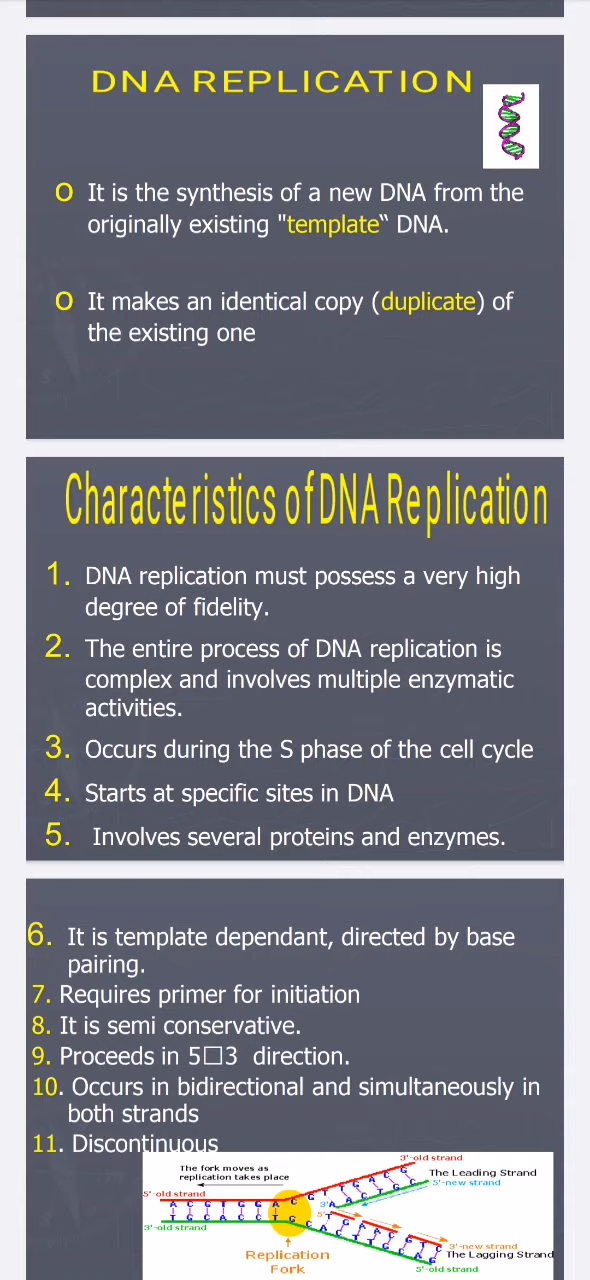 DNA REPLICATION
O It is the synthesis of a new DNA from the
originally existing "template“ DNA.
O It makes an identical copy (duplicate) of
the existing one
Characteristics of DNA Replication
1. DNA replication must possess a very high
degree of fidelity.
2. The entire process of DNA replication is
complex and involves multiple enzymatic
activities.
3. Occurs during the S phase of the cell cycle
4. Starts at specific sites in DNA
5. Involves several proteins and enzymes.
6. It is template dependant, directed by base
pairing.
7. Requires primer for initiation
8. It is semi conservative.
9. Proceeds in 5□3 direction.
10. Occurs in bidirectional and simultaneously in
both strands
11. Discontinuous
3'-old strand
The fork moves as
replication takes place
The Leading Strand
5'-new strand
5'-old strand
A C G T G G A C
T G C A C C T G
3'-old strand
G T T G A C G
3'A A C T G C
5'T G A A C G T C
C A C T T G C A G
3'-new strand
The Lagging Strand
Replication
Fork
5'-old strand